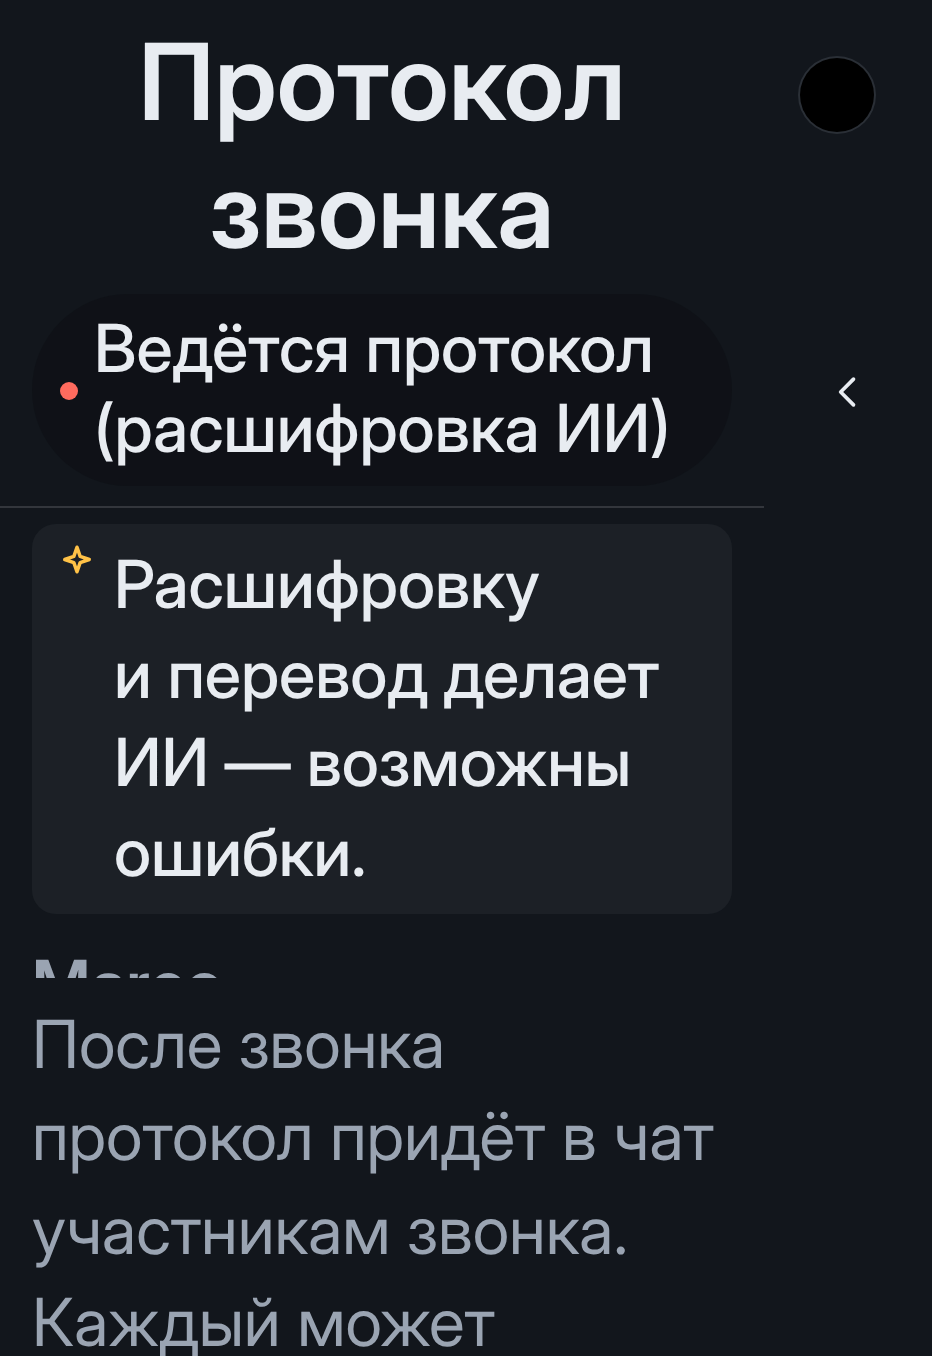 Протокол
звонка
Ведётся протокол
(расшифровка ИИ)
Расшифровку
и перевод делает
ИИ — возможны
ошибки.
После звонка
протокол придёт в чат
участникам звонка.
Каждый может